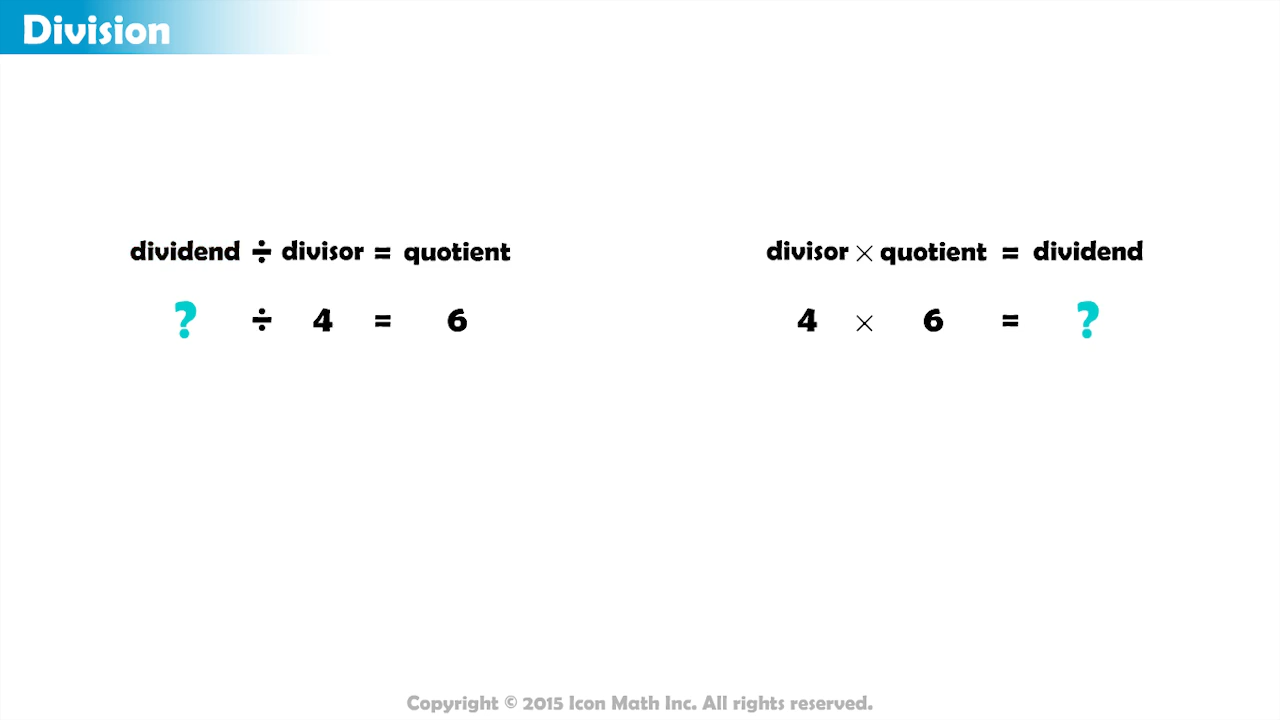 Division
dividend ÷ divisor = quotient
divisor × quotient = dividend
? ÷ 4 = 6
4 × 6 = ?
Copyright © 2015 Icon Math Inc. All rights reserved.